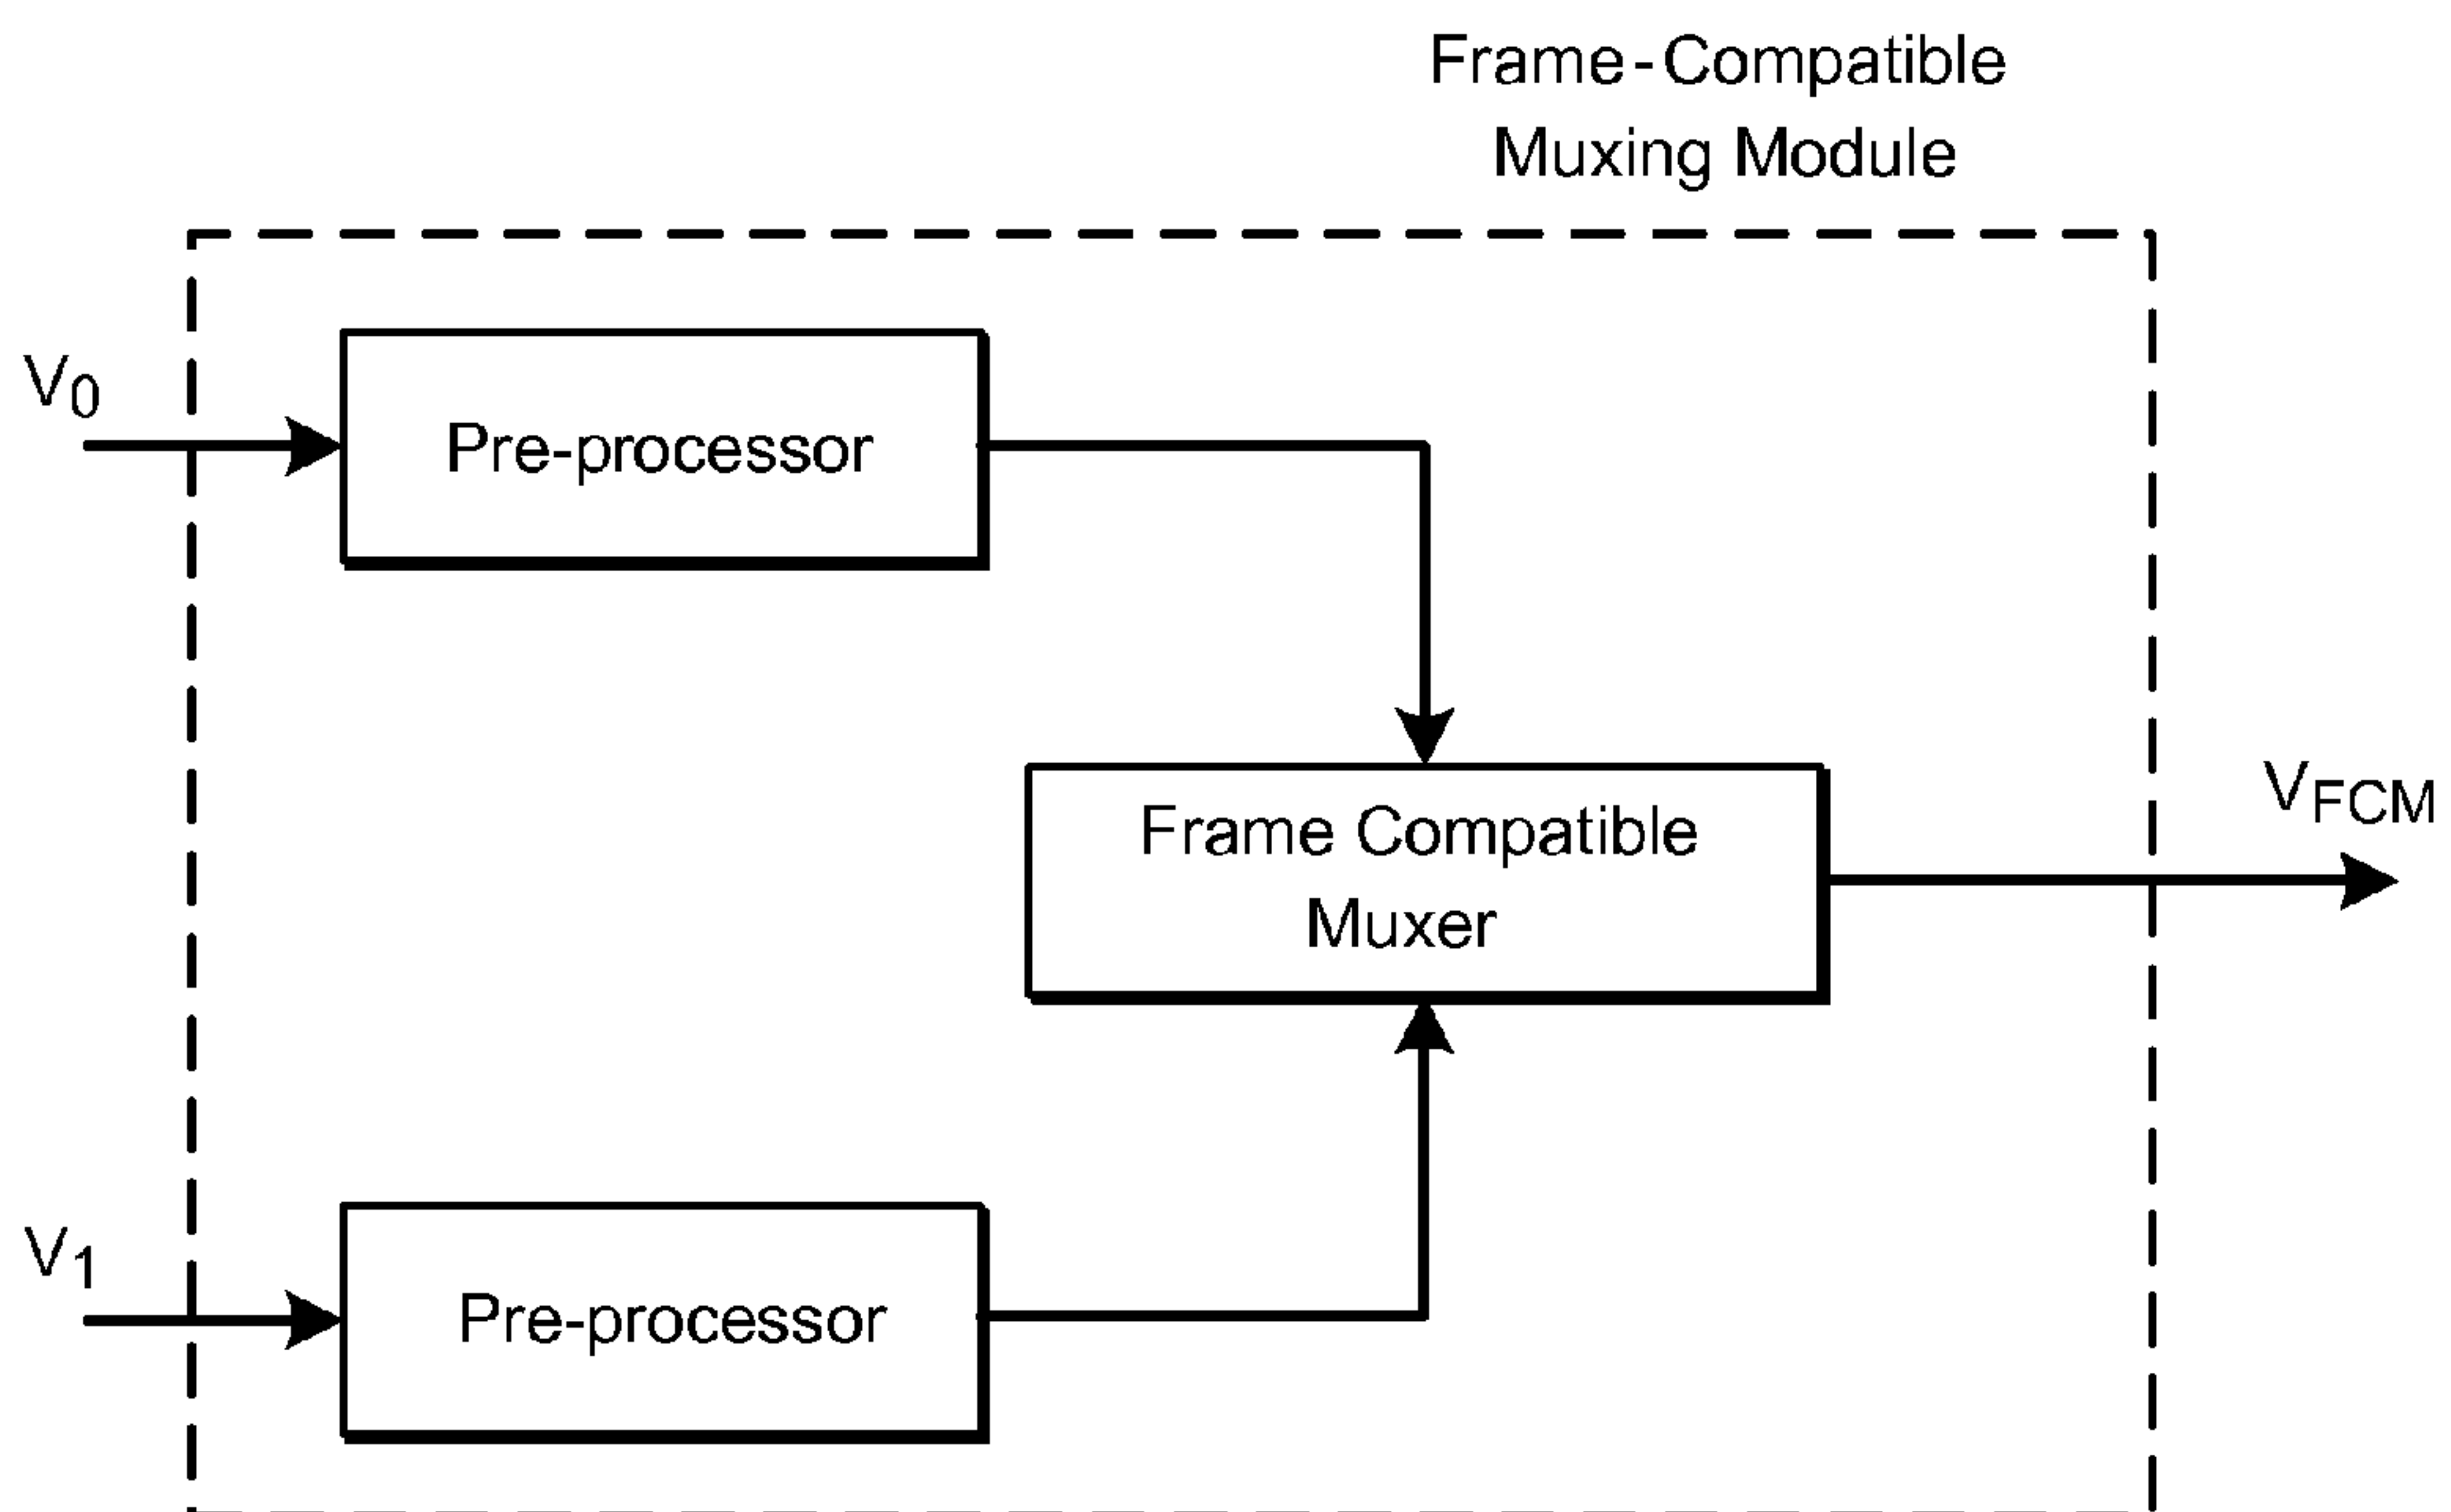 Frame-Compatible
Muxing Module
V0
Pre-processor
Frame Compatible
Muxer
VFCM
V1
Pre-processor